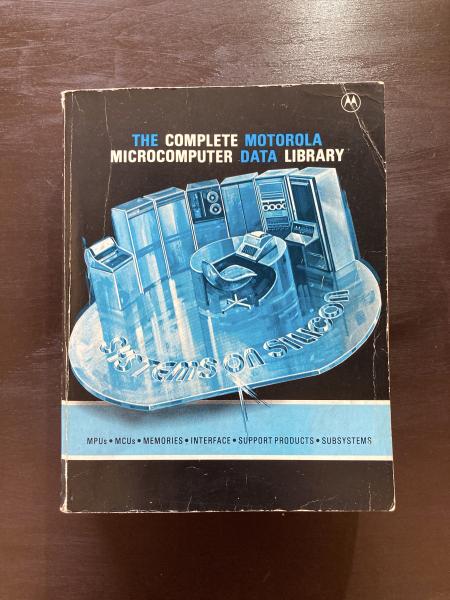 THE COMPLETE MOTOROLA
MICROCOMPUTER DATA LIBRARY
SYSTEMS ON SILICON
MPUs • MCUs • MEMORIES • INTERFACE • SUPPORT PRODUCTS • SUBSYSTEMS